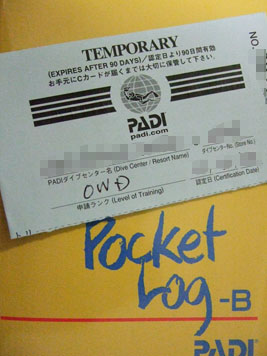 TEMPORARY
(EXPIRES AFTER 90 DAYS)/認定日より90日間有効
お手元にCカードが届くまでは大切に保管して下さい。
NO.
PADI
padi.com
PADIダイブセンター名 (Dive Center / Resort Name)
ダイブセンターNo. (Store No.)
OWD
申請ランク (Level of Training)
認定日 (Certification Date)
Pocket
Log -B
PADI